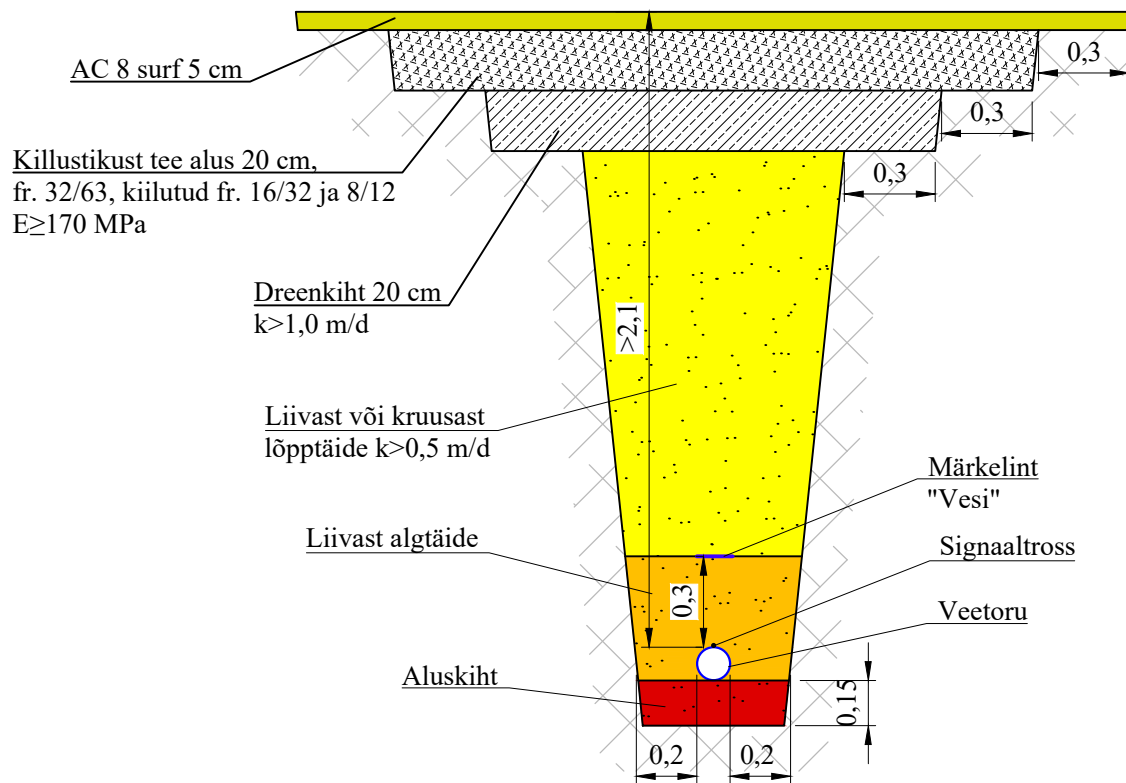 AC 8 surf 5 cm
Killustikust tee alus 20 cm,
fr. 32/63, kiilutud fr. 16/32 ja 8/12
E≥170 MPa
Dreenkiht 20 cm
k>1,0 m/d
Liivast või kruusast
lõpptäide k>0,5 m/d
Liivast algtäide
Aluskiht
0,3
0,3
0,3
>2,1
Märkelint
"Vesi"
Signaaltross
Veetoru
0,3
0,15
0,2
0,2